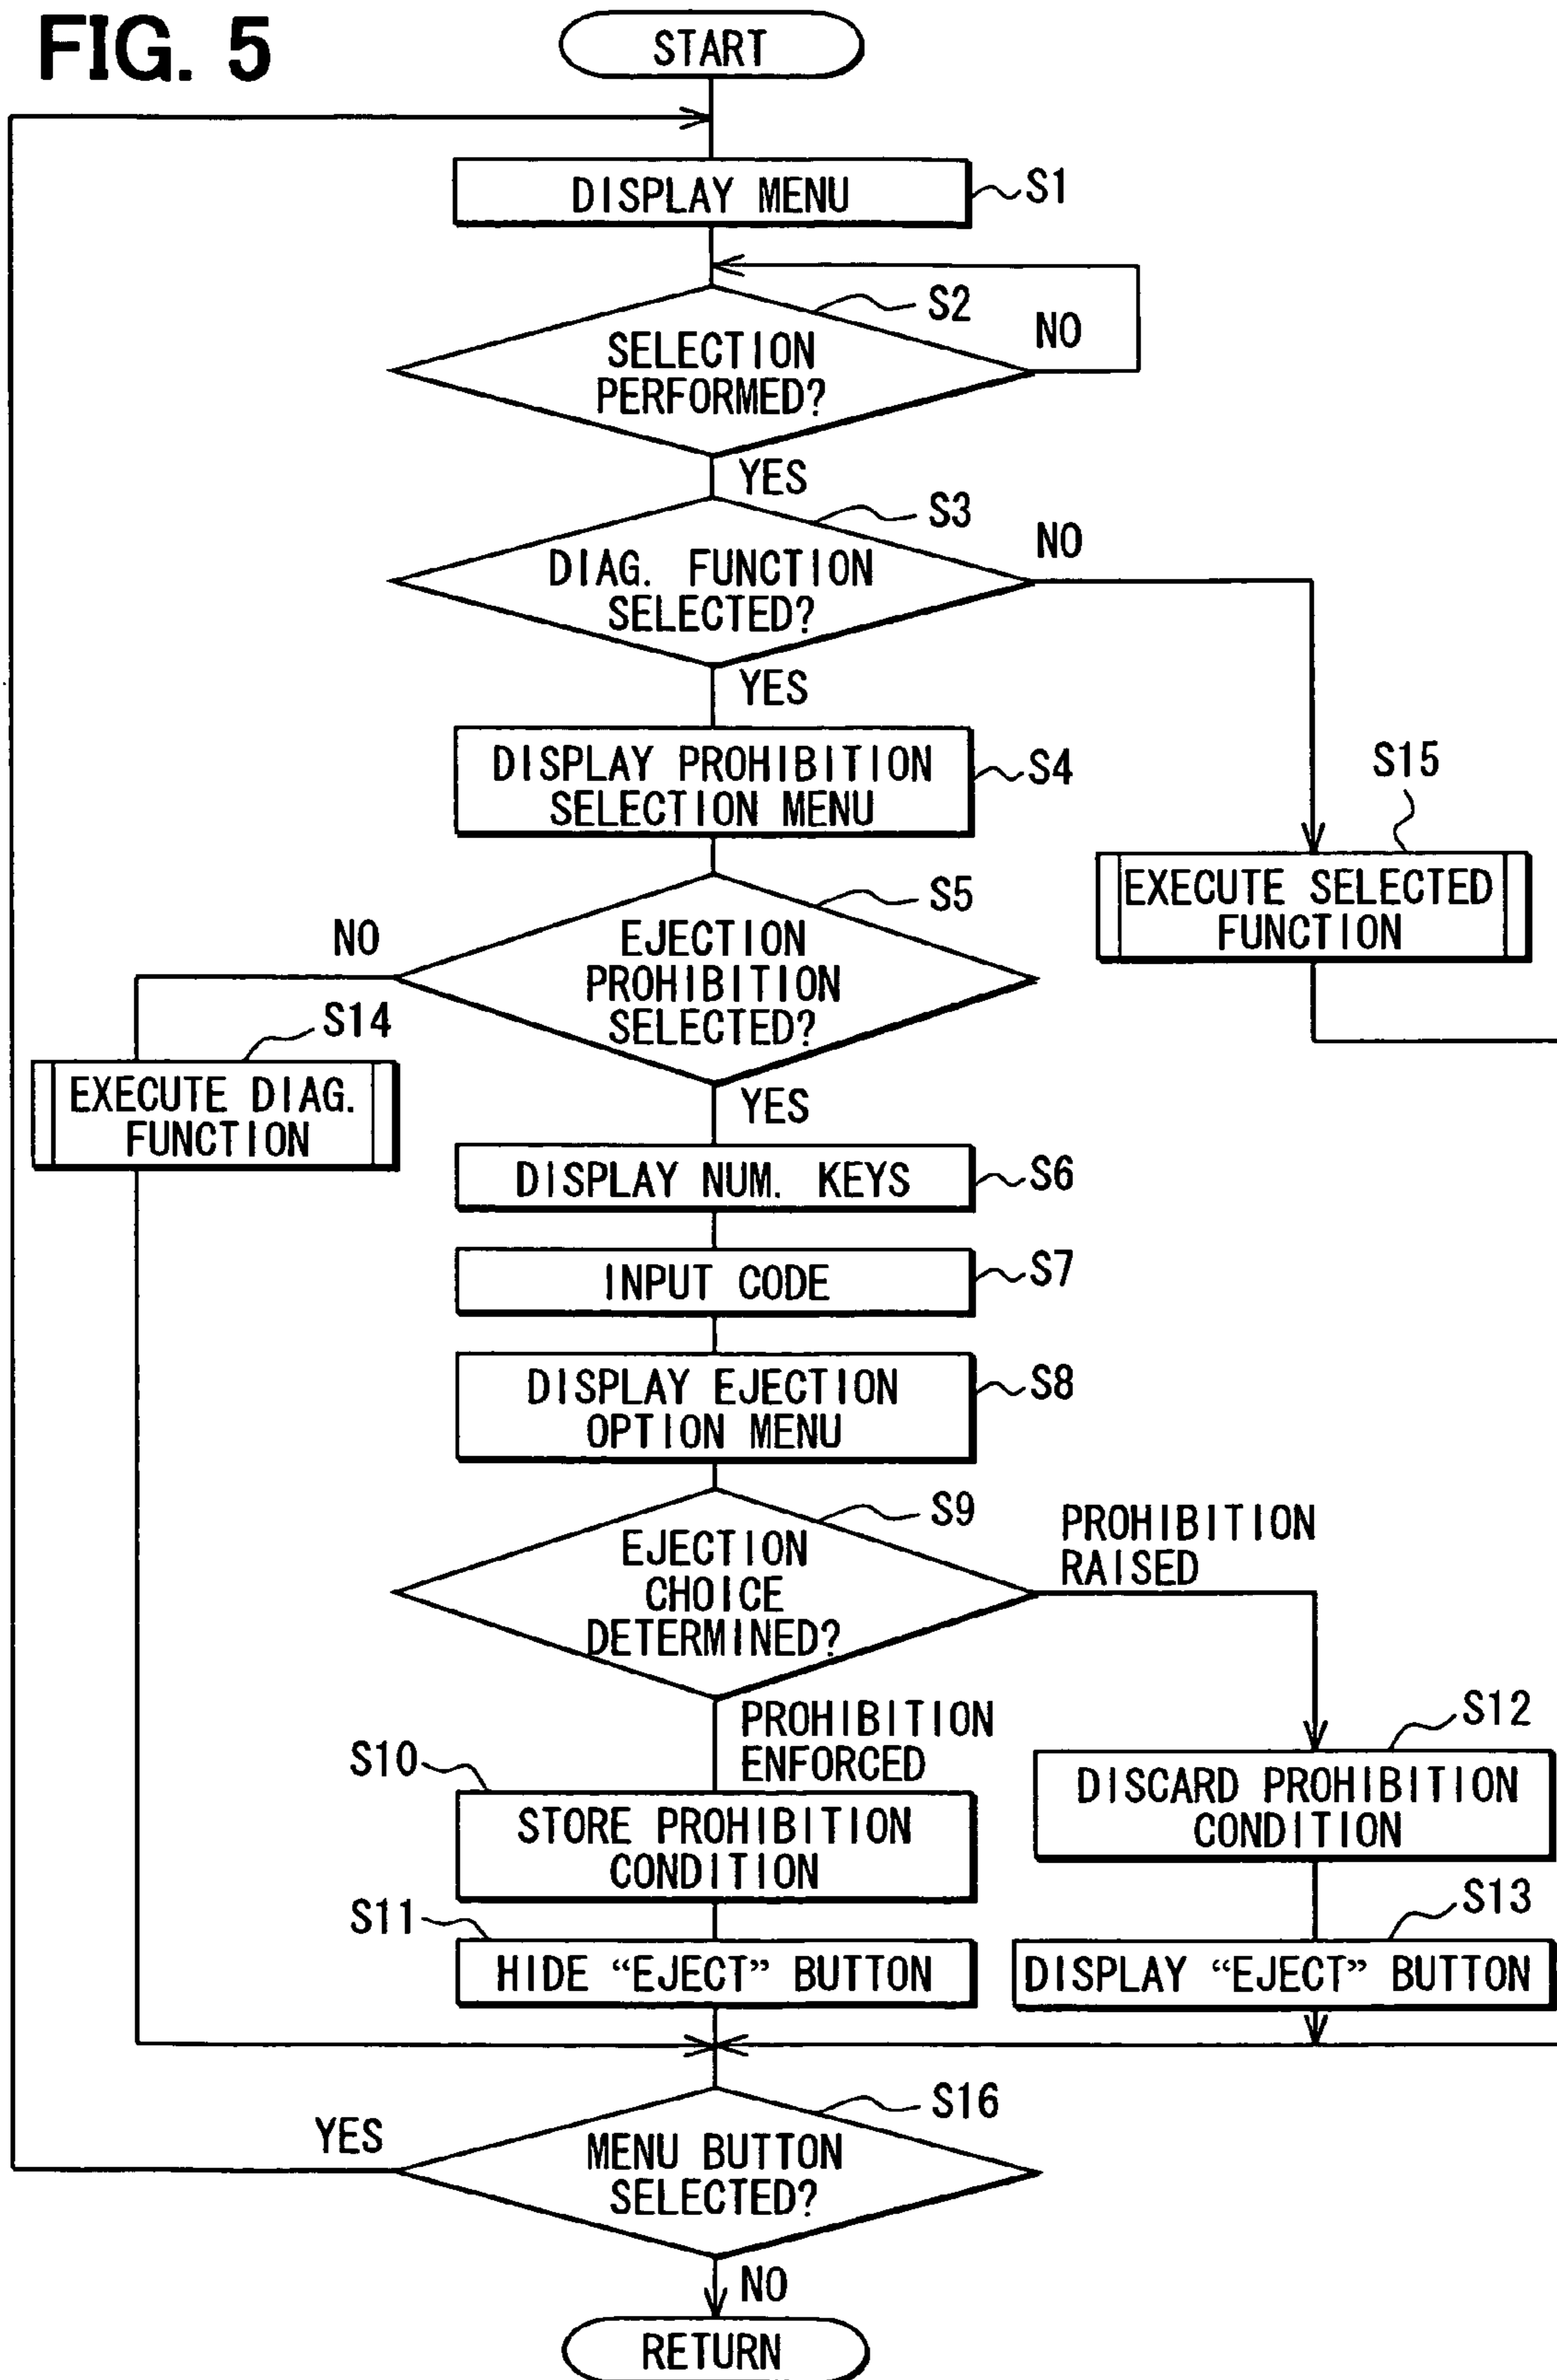 FIG. 5
START
DISPLAY MENU
S1
S2
SELECTION
PERFORMED?
NO
YES
S3
DIAG. FUNCTION
SELECTED?
NO
YES
DISPLAY PROHIBITION
SELECTION MENU
S4
S15
EXECUTE SELECTED
FUNCTION
S5
EJECTION
PROHIBITION
SELECTED?
NO
S14
EXECUTE DIAG.
FUNCTION
YES
DISPLAY NUM. KEYS
S6
INPUT CODE
S7
DISPLAY EJECTION
OPTION MENU
S8
S9
EJECTION
CHOICE
DETERMINED?
PROHIBITION
RAISED
PROHIBITION
ENFORCED
S10
STORE PROHIBITION
CONDITION
S12
DISCARD PROHIBITION
CONDITION
S11
HIDE “EJECT” BUTTON
S13
DISPLAY “EJECT” BUTTON
S16
MENU BUTTON
SELECTED?
YES
NO
RETURN